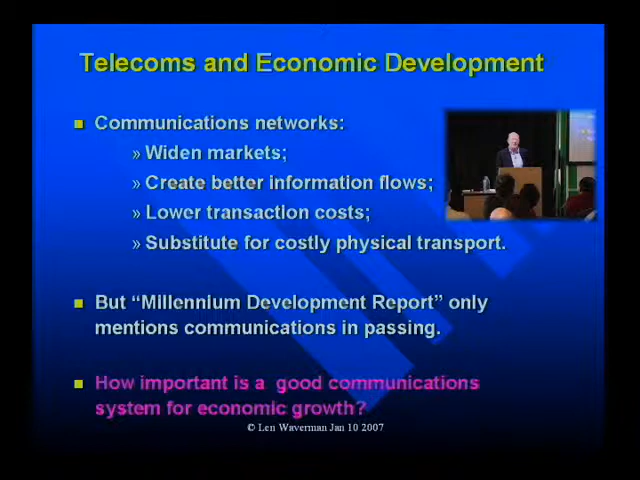 Telecoms and Economic Development
Communications networks:
» Widen markets;
» Create better information flows;
» Lower transaction costs;
» Substitute for costly physical transport.
But “Millennium Development Report” only
mentions communications in passing.
How important is a good communications
system for economic growth?
© Len Waverman Jan 10 2007